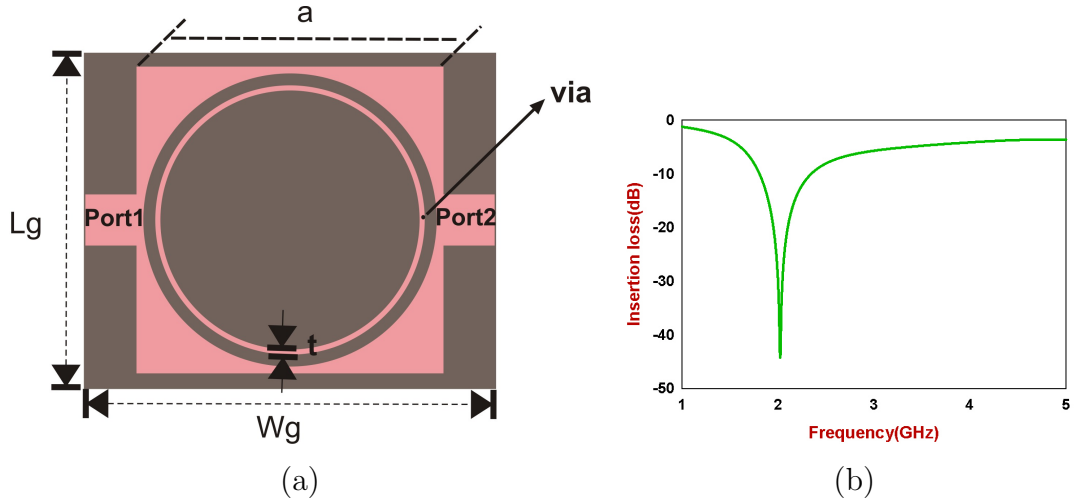 a
via
Port1
Port2
Lg
t
Wg
(a)
Insertion loss(dB)
0
-10
-20
-30
-40
-50
1
2
3
4
5
Frequency(GHz)
(b)